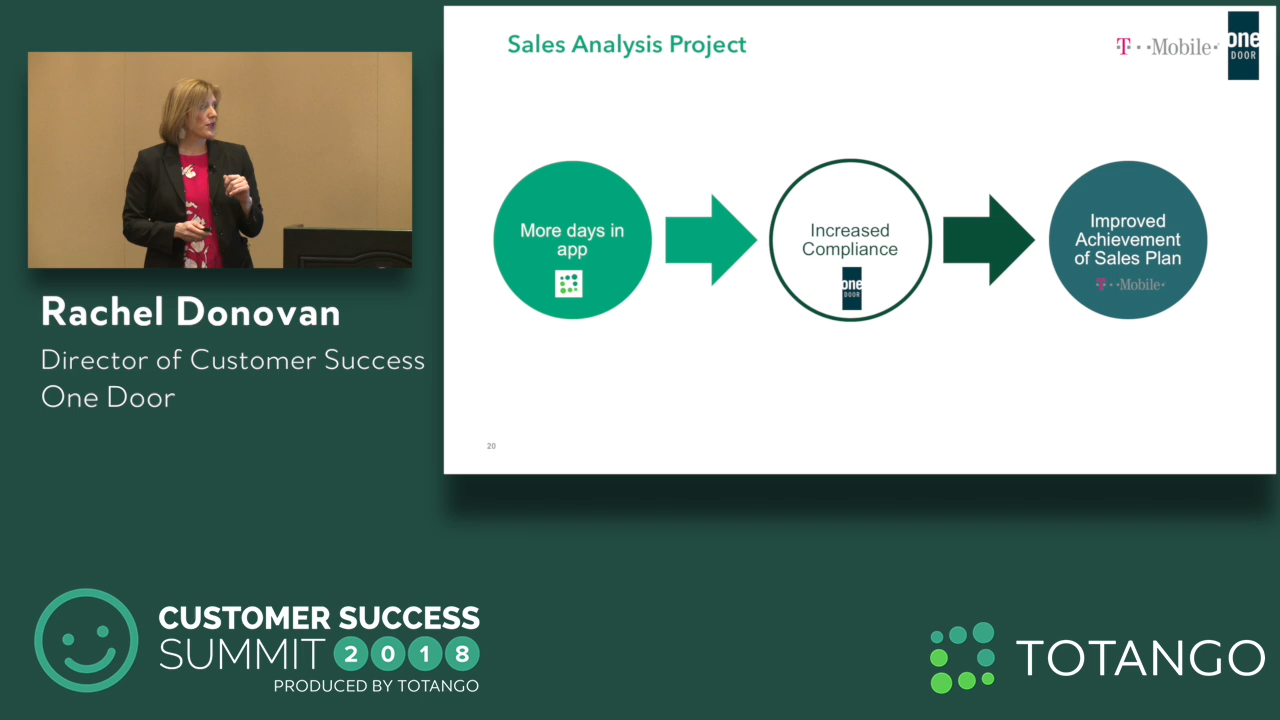 Sales Analysis Project
T··Mobile·
one
DOOR
More days in
app
Increased
Compliance
one
DOOR
Improved
Achievement
of Sales Plan
T··Mobile·
20
Rachel Donovan
Director of Customer Success
One Door
CUSTOMER SUCCESS
SUMMIT 2018
PRODUCED BY TOTANGO
TOTANGO